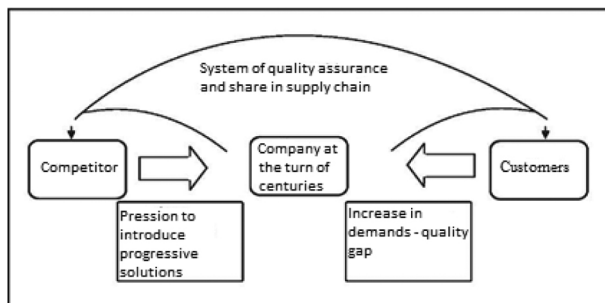 System of quality assurance
and share in supply chain
Competitor
Company at
the turn of
centuries
Customers
Pression to
introduce
progressive
solutions
Increase in
demands - quality
gap